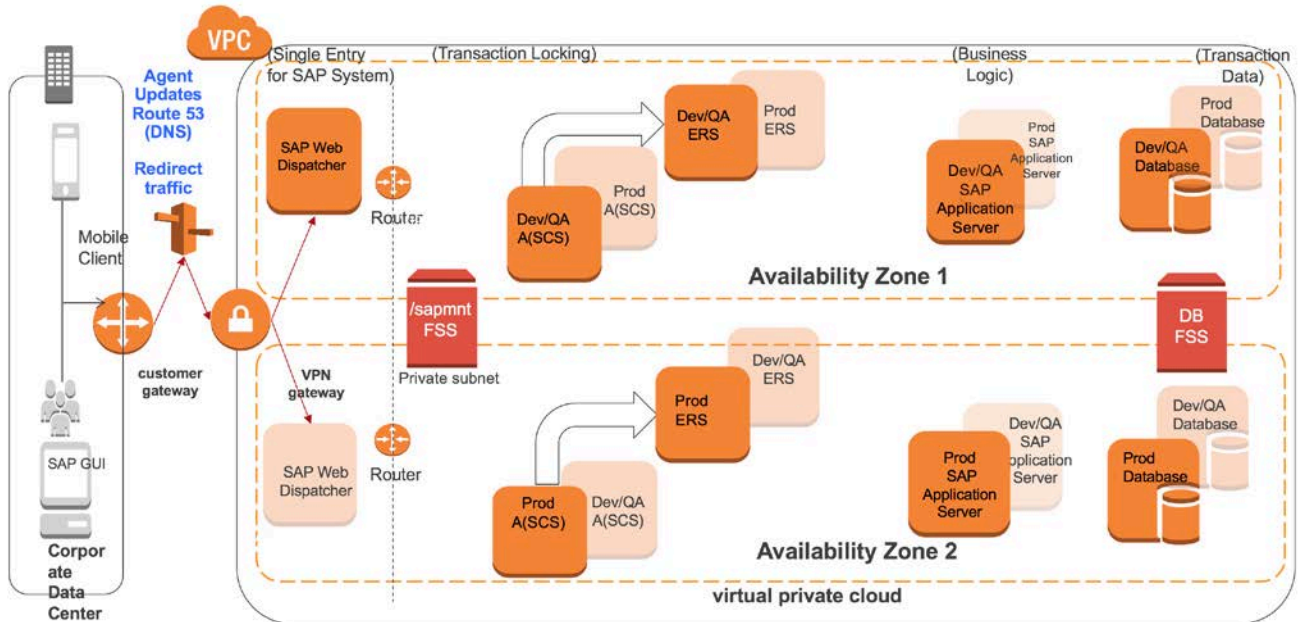 VPC
(Single Entry
for SAP System)
(Transaction Locking)
(Business
Logic)
(Transaction
Data)
Agent
Updates
Route 53
(DNS)
Redirect
traffic
Mobile
Client
customer
gateway
VPN
gateway
SAP GUI
Corpor
ate
Data
Center
SAP Web
Dispatcher
Router
Dev/QA
A(SCS)
Prod
A(SCS)
Dev/QA
ERS
Prod
ERS
Dev/QA
SAP
Application
Server
Prod
SAP
Application
Server
Dev/QA
Database
Prod
Database
Availability Zone 1
/sapmnt
FSS
Private subnet
DB
FSS
SAP Web
Dispatcher
Router
Prod
A(SCS)
Dev/QA
A(SCS)
Prod
ERS
Dev/QA
ERS
Prod
SAP
Application
Server
Dev/QA
SAP
Application
Server
Prod
Database
Dev/QA
Database
Availability Zone 2
virtual private cloud